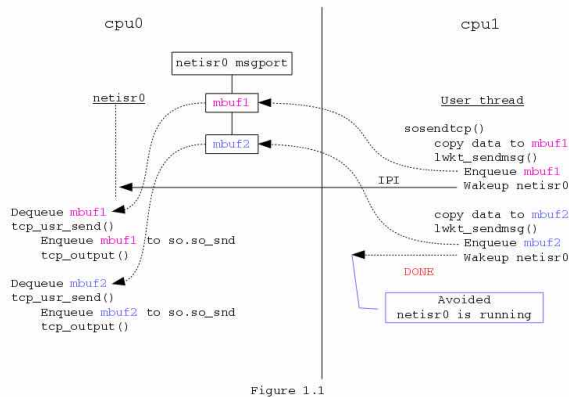 cpu0
cpu1
netisr0 msgport
netisr0
mbuf1
mbuf2
User thread
sosendtcp()
copy data to mbuf1
lwkt_sendmsg()
Enqueue mbuf1
Wakeup netisr0
IPI
copy data to mbuf2
lwkt_sendmsg()
Enqueue mbuf2
Wakeup netisr0
DONE
Avoided
netisr0 is running
Dequeue mbuf1
tcp_usr_send()
Enqueue mbuf1 to so.so_snd
tcp_output()
Dequeue mbuf2
tcp_usr_send()
Enqueue mbuf2 to so.so_snd
tcp_output()
Figure 1.1